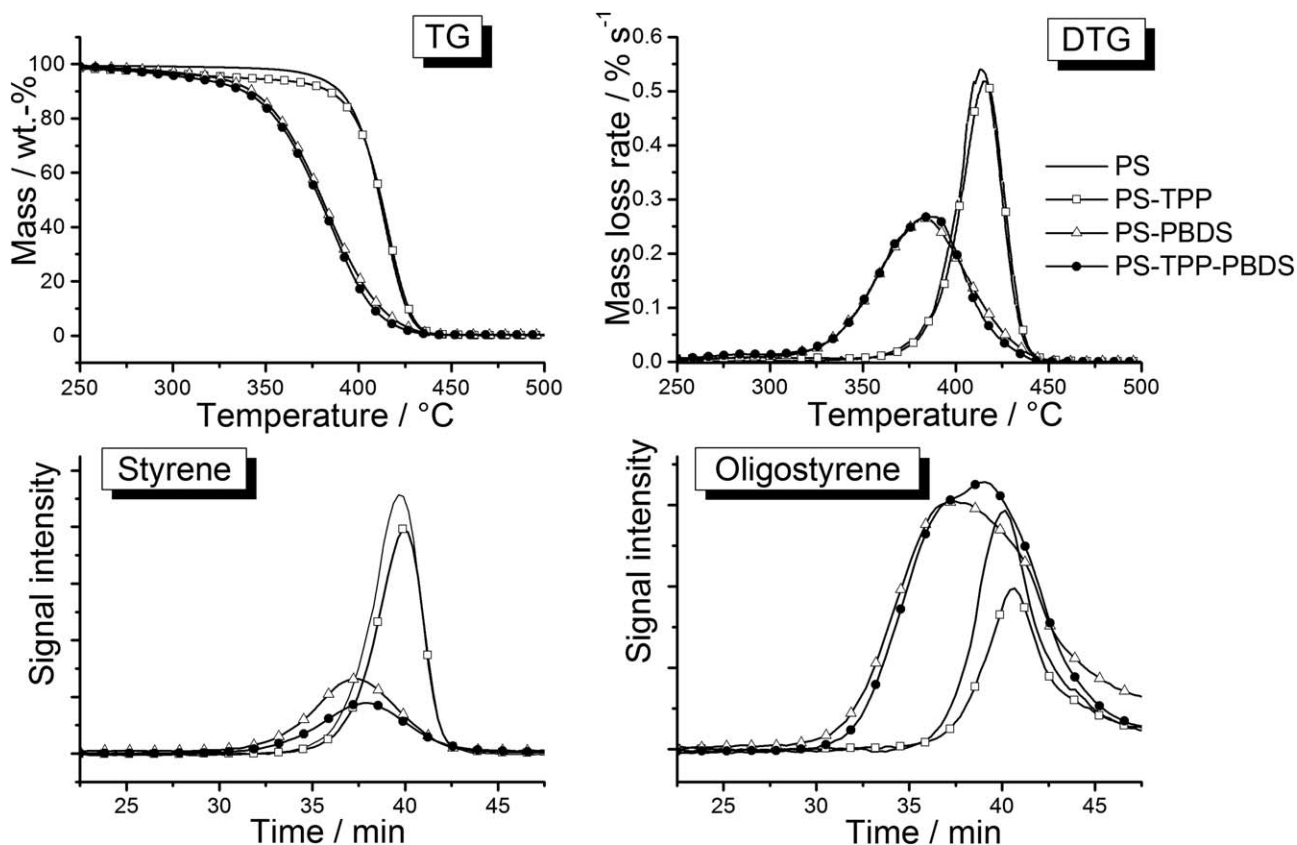 TG
100
80
60
40
20
0
Mass / wt.-%
250 300 350 400 450 500
Temperature / °C
DTG
0.6
0.5
0.4
0.3
0.2
0.1
0.0
Mass loss rate / % s⁻¹
250 300 350 400 450 500
Temperature / °C
PS
PS-TPP
PS-PBDS
PS-TPP-PBDS
Styrene
Signal intensity
25 30 35 40 45
Time / min
Oligostyrene
Signal intensity
25 30 35 40 45
Time / min